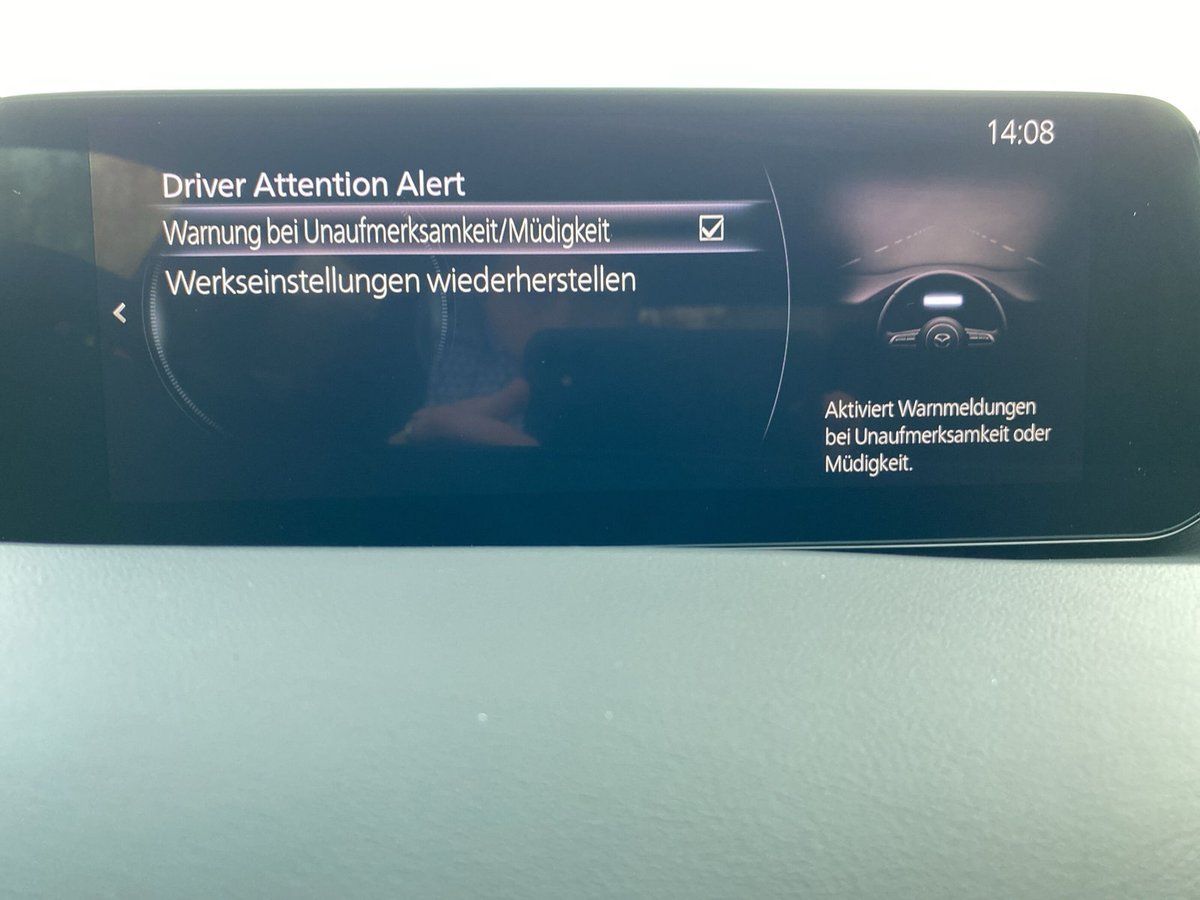 14:08
Driver Attention Alert
Warnung bei Unaufmerksamkeit/Müdigkeit
Werkseinstellungen wiederherstellen
Aktiviert Warnmeldungen
bei Unaufmerksamkeit oder
Müdigkeit.